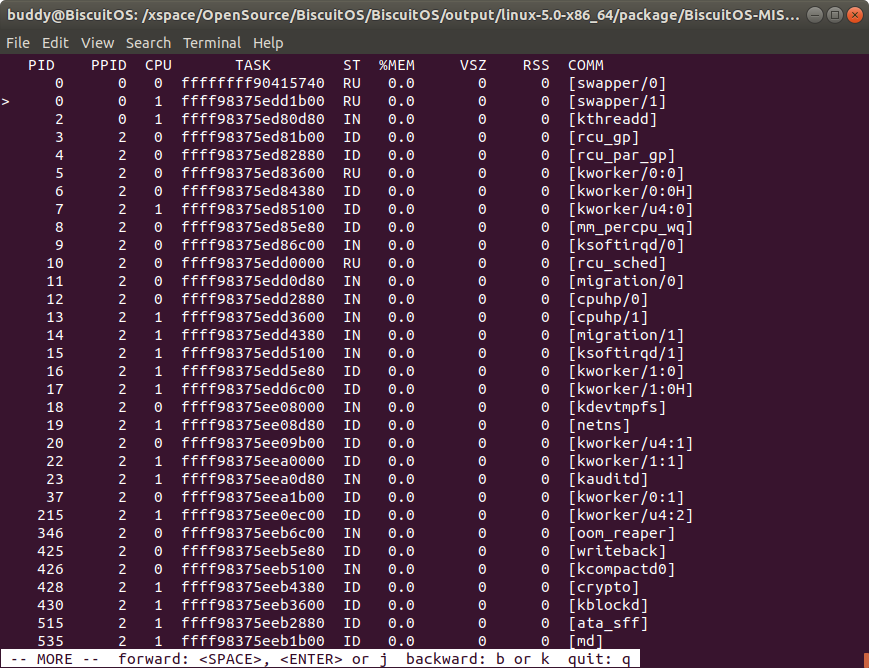 buddy@BiscuitOS: /xspace/OpenSource/BiscuitOS/BiscuitOS/output/linux-5.0-x86_64/package/BiscuitOS-MIS...
File Edit View Search Terminal Help
PID PPID CPU TASK ST %MEM VSZ RSS COMM
0 0 0 ffffffff90415740 RU 0.0 0 0 [swapper/0]
> 0 0 1 ffff98375edd1b00 RU 0.0 0 0 [swapper/1]
2 0 1 ffff98375ed80d80 IN 0.0 0 0 [kthreadd]
3 2 0 ffff98375ed81b00 ID 0.0 0 0 [rcu_gp]
4 2 0 ffff98375ed82880 ID 0.0 0 0 [rcu_par_gp]
5 2 0 ffff98375ed83600 RU 0.0 0 0 [kworker/0:0]
6 2 0 ffff98375ed84380 ID 0.0 0 0 [kworker/0:0H]
7 2 1 ffff98375ed85100 ID 0.0 0 0 [kworker/u4:0]
8 2 0 ffff98375ed85e80 ID 0.0 0 0 [mm_percpu_wq]
9 2 0 ffff98375ed86c00 IN 0.0 0 0 [ksoftirqd/0]
10 2 0 ffff98375edd0000 RU 0.0 0 0 [rcu_sched]
11 2 0 ffff98375edd0d80 IN 0.0 0 0 [migration/0]
12 2 0 ffff98375edd2880 IN 0.0 0 0 [cpuhp/0]
13 2 1 ffff98375edd3600 IN 0.0 0 0 [cpuhp/1]
14 2 1 ffff98375edd4380 IN 0.0 0 0 [migration/1]
15 2 1 ffff98375edd5100 IN 0.0 0 0 [ksoftirqd/1]
16 2 1 ffff98375edd5e80 ID 0.0 0 0 [kworker/1:0]
17 2 1 ffff98375edd6c00 ID 0.0 0 0 [kworker/1:0H]
18 2 0 ffff98375ee08000 IN 0.0 0 0 [kdevtmpfs]
19 2 1 ffff98375ee08d80 ID 0.0 0 0 [netns]
20 2 0 ffff98375ee09b00 ID 0.0 0 0 [kworker/u4:1]
22 2 1 ffff98375eea0000 ID 0.0 0 0 [kworker/1:1]
23 2 1 ffff98375eea0d80 IN 0.0 0 0 [kauditd]
37 2 0 ffff98375eea1b00 ID 0.0 0 0 [kworker/0:1]
215 2 1 ffff98375ee0ec00 ID 0.0 0 0 [kworker/u4:2]
346 2 0 ffff98375eeb6c00 IN 0.0 0 0 [oom_reaper]
425 2 0 ffff98375eeb5e80 ID 0.0 0 0 [writeback]
426 2 0 ffff98375eeb5100 IN 0.0 0 0 [kcompactd0]
428 2 1 ffff98375eeb4380 ID 0.0 0 0 [crypto]
430 2 1 ffff98375eeb3600 ID 0.0 0 0 [kblockd]
515 2 1 ffff98375eeb2880 ID 0.0 0 0 [ata_sff]
535 2 1 ffff98375eeb1b00 ID 0.0 0 0 [md]
-- MORE -- forward: <SPACE>, <ENTER> or j backward: b or k quit: q